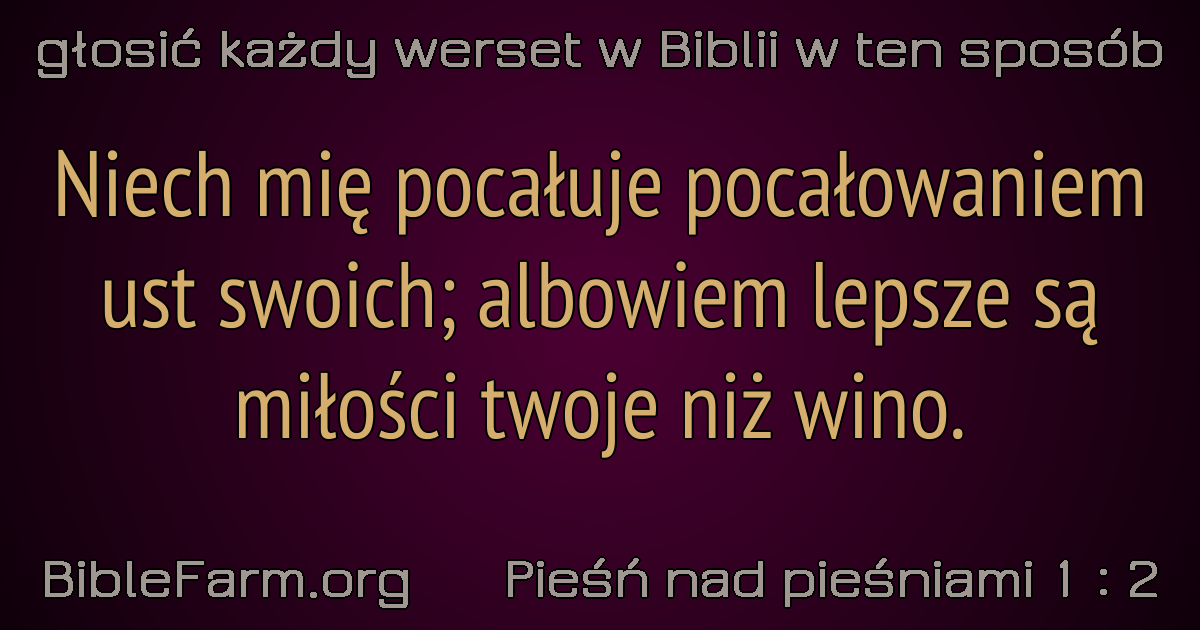 głosić każdy werset w Biblii w ten sposób
Niech mię pocałuje pocałowaniem
ust swoich; albowiem lepsze są
miłości twoje niż wino.
BibleFarm.org Pieśń nad pieśniami 1 : 2